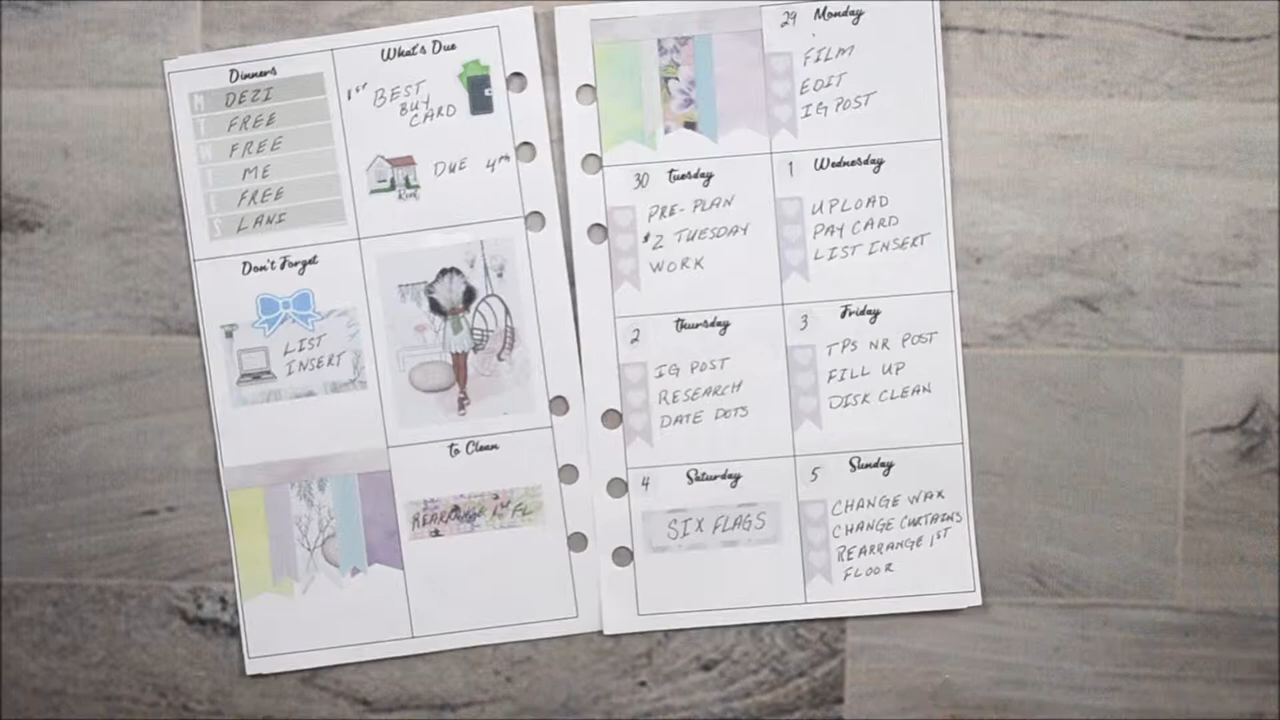 Dinners
M DEZI
T FREE
W FREE
ME
FREE
S LANI
What's Due
1ST BEST
BUY
CARD
Rent
DUE 4TH
Don't Forget
LIST
INSERT
to Clean
REARRANGE 1ST FL
29 Monday
FILM
EDIT
IG POST
30 Tuesday
PRE-PLAN
$2 TUESDAY
WORK
1 Wednesday
UPLOAD
PAY CARD
LIST INSERT
2 Thursday
IG POST
RESEARCH
DATE DOTS
3 Friday
TPS NR POST
FILL UP
DISK CLEAN
4 Saturday
SIX FLAGS
5 Sunday
CHANGE WAX
CHANGE CURTAINS
REARRANGE 1ST
FLOOR